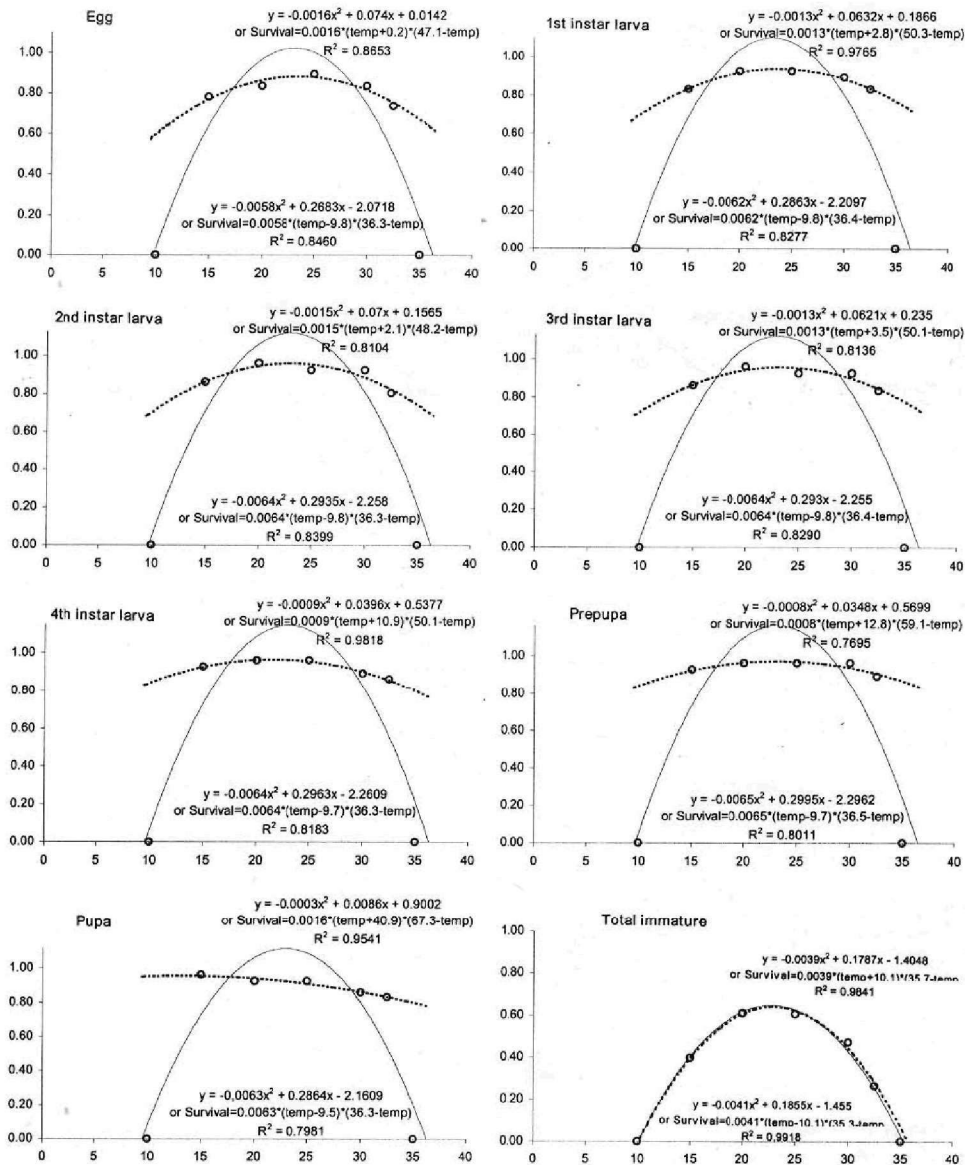 Egg
y = -0.0016x² + 0.074x + 0.0142
or Survival=0.0016*(temp+0.2)*(47.1-temp)
R² = 0.8653
1.00
0.80
0.60
0.40
0.20
0.00
y = -0.0058x² + 0.2683x - 2.0718
or Survival=0.0058*(temp-9.8)*(36.3-temp)
R² = 0.8460
0 5 10 15 20 25 30 35 40
1st instar larva
y = -0.0013x² + 0.0632x + 0.1866
or Survival=0.0013*(temp+2.8)*(50.3-temp)
R² = 0.9765
1.00
0.80
0.60
0.40
0.20
0.00
y = -0.0062x² + 0.2863x - 2.2097
or Survival=0.0062*(temp-9.8)*(36.4-temp)
R² = 0.8277
0 5 10 15 20 25 30 35 40
2nd instar larva
y = -0.0015x² + 0.07x + 0.1565
or Survival=0.0015*(temp+2.1)*(48.2-temp)
R² = 0.8104
1.00
0.80
0.60
0.40
0.20
0.00
y = -0.0064x² + 0.2935x - 2.258
or Survival=0.0064*(temp-9.8)*(36.3-temp)
R² = 0.8399
0 5 10 15 20 25 30 35 40
3rd instar larva
y = -0.0013x² + 0.0621x + 0.235
or Survival=0.0013*(temp+3.5)*(50.1-temp)
R² = 0.8136
1.00
0.80
0.60
0.40
0.20
0.00
y = -0.0064x² + 0.293x - 2.255
or Survival=0.0064*(temp-9.8)*(36.4-temp)
R² = 0.8290
0 5 10 15 20 25 30 35 40
4th instar larva
y = -0.0009x² + 0.0396x + 0.5377
or Survival=0.0009*(temp+10.9)*(50.1-temp)
R² = 0.9818
1.00
0.80
0.60
0.40
0.20
0.00
y = -0.0064x² + 0.2963x - 2.2609
or Survival=0.0064*(temp-9.7)*(36.3-temp)
R² = 0.8183
0 5 10 15 20 25 30 35 40
Prepupa
y = -0.0008x² + 0.0348x + 0.5699
or Survival=0.0008*(temp+12.8)*(59.1-temp)
R² = 0.7695
1.00
0.80
0.60
0.40
0.20
0.00
y = -0.0065x² + 0.2995x - 2.2962
or Survival=0.0065*(temp-9.7)*(36.5-temp)
R² = 0.8011
0 5 10 15 20 25 30 35 40
Pupa
y = -0.0003x² + 0.0086x + 0.9002
or Survival=0.0016*(temp+40.9)*(67.3-temp)
R² = 0.9541
1.00
0.80
0.60
0.40
0.20
0.00
y = -0.0063x² + 0.2864x - 2.1609
or Survival=0.0063*(temp-9.5)*(36.3-temp)
R² = 0.7981
0 5 10 15 20 25 30 35 40
Total immature
y = -0.0039x² + 0.1787x - 1.4048
or Survival=0.0039*(temp+10.1)*(35.7-temp
R² = 0.9841
1.00
0.80
0.60
0.40
0.20
0.00
y = -0.0041x² + 0.1855x - 1.455
or Survival=0.0041*(temp-10.1)*(35.3-temp
R² = 0.9918
0 5 10 15 20 25 30 35 40